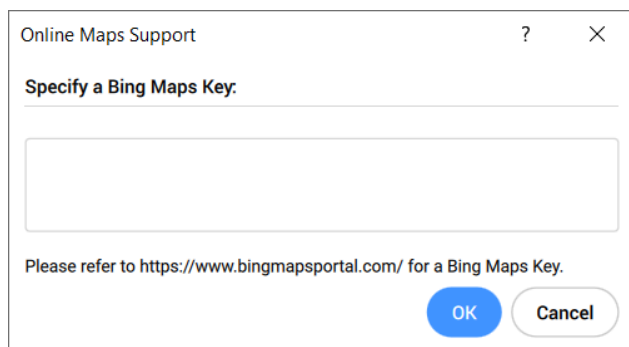 Online Maps Support ?
Specify a Bing Maps Key:
Please refer to https://www.bingmapsportal.com/ for a Bing Maps Key.
OK Cancel